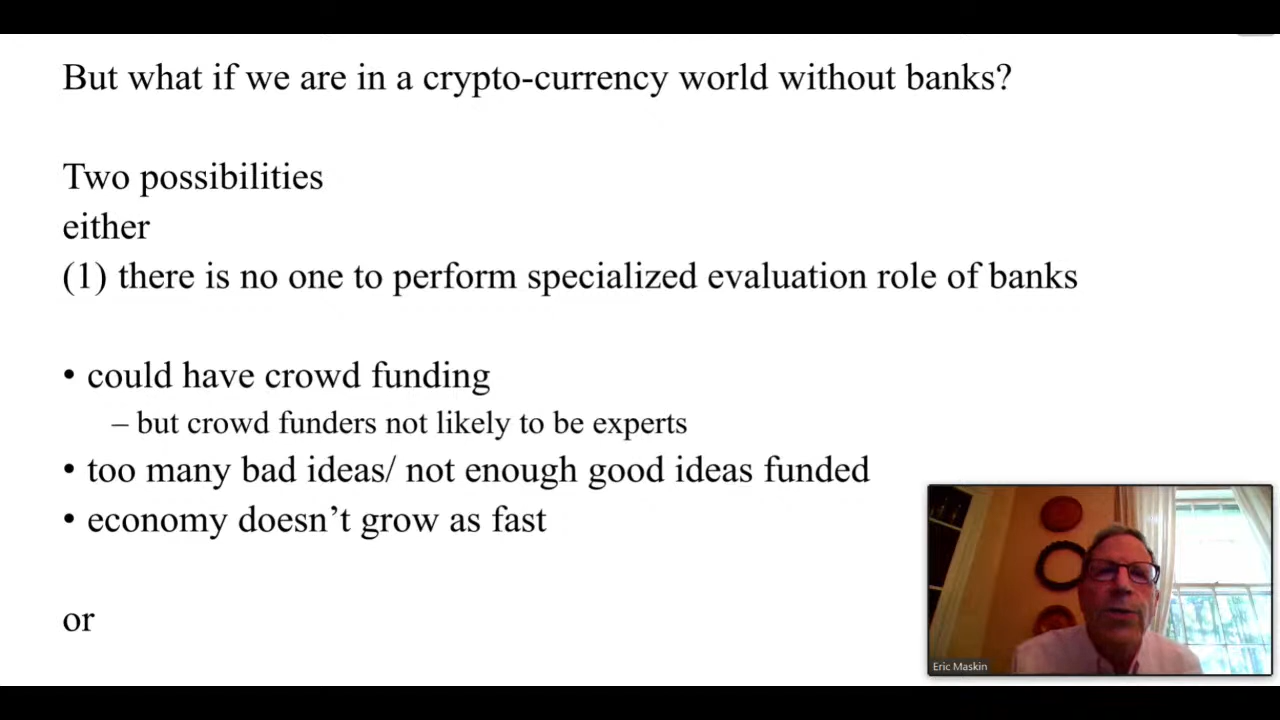 But what if we are in a crypto-currency world without banks?
Two possibilities
either
(1) there is no one to perform specialized evaluation role of banks
• could have crowd funding
– but crowd funders not likely to be experts
• too many bad ideas/ not enough good ideas funded
• economy doesn’t grow as fast
or
Eric Maskin